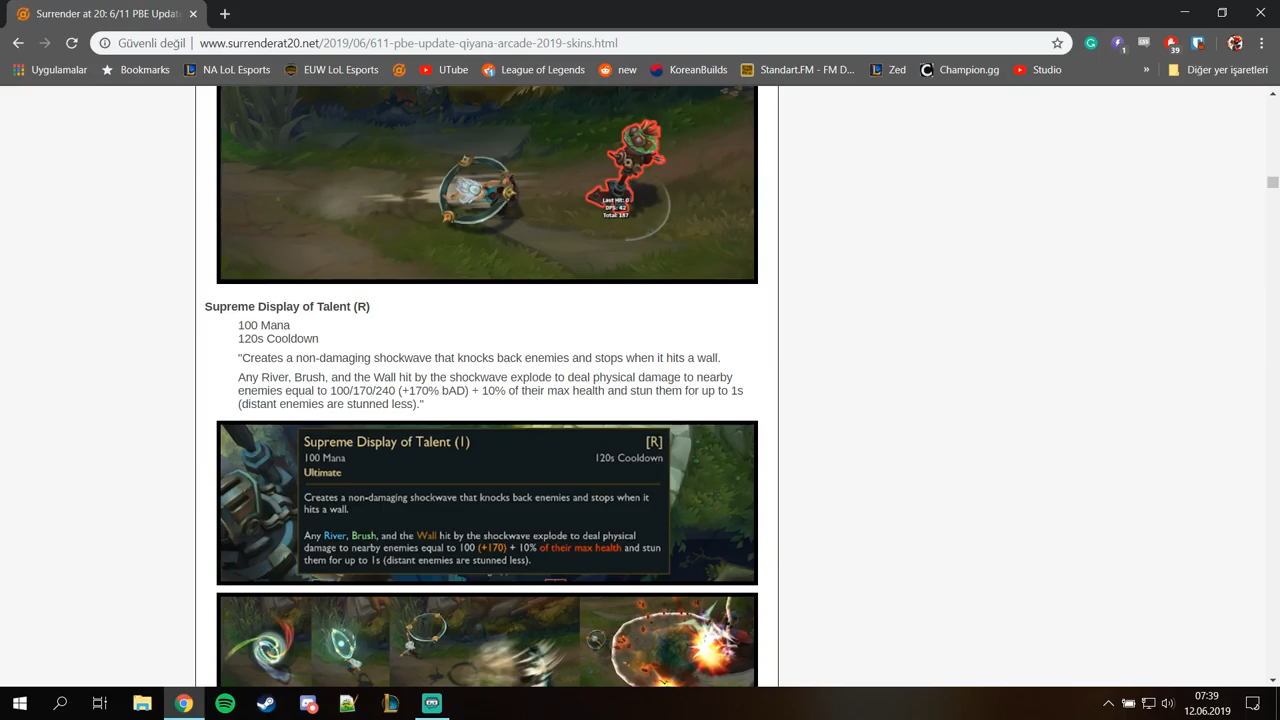 Surrender at 20: 6/11 PBE Update
Güvenli değil
www.surrenderat20.net/2019/06/611-pbe-update-qiyana-arcade-2019-skins.html
1
39
Uygulamalar
Bookmarks
NA LoL Esports
EUW LoL Esports
UTube
League of Legends
new
KoreanBuilds
Standart.FM - FM D...
Zed
Champion.gg
Studio
»
Diğer yer işaretleri
Last Hit: 0
DPS: 42
Total: 187
Supreme Display of Talent (R)
100 Mana
120s Cooldown
"Creates a non-damaging shockwave that knocks back enemies and stops when it hits a wall.
Any River, Brush, and the Wall hit by the shockwave explode to deal physical damage to nearby
enemies equal to 100/170/240 (+170% bAD) + 10% of their max health and stun them for up to 1s
(distant enemies are stunned less)."
Supreme Display of Talent (1) [R]
100 Mana 120s Cooldown
Ultimate
Creates a non-damaging shockwave that knocks back enemies and stops when it
hits a wall.
Any River, Brush, and the Wall hit by the shockwave explode to deal physical
damage to nearby enemies equal to 100 (+170) + 10% of their max health and stun
them for up to 1s (distant enemies are stunned less).
07:39
12.06.2019